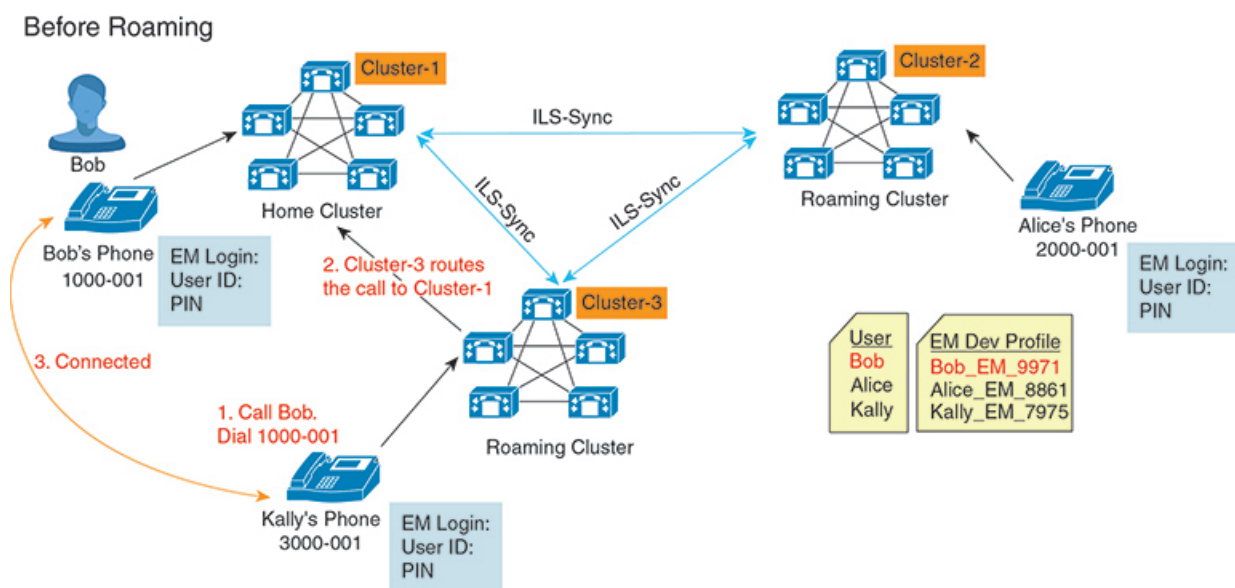 Before Roaming
Cluster-1
Cluster-2
ILS-Sync
Bob
Home Cluster
ILS-Sync
ILS-Sync
Roaming Cluster
Bob's Phone
1000-001
EM Login:
User ID:
PIN
Alice's Phone
2000-001
EM Login:
User ID:
PIN
2. Cluster-3 routes
the call to Cluster-1
Cluster-3
3. Connected
User
Bob
Alice
Kally
EM Dev Profile
Bob_EM_9971
Alice_EM_8861
Kally_EM_7975
1. Call Bob.
Dial 1000-001
Roaming Cluster
Kally's Phone
3000-001
EM Login:
User ID:
PIN